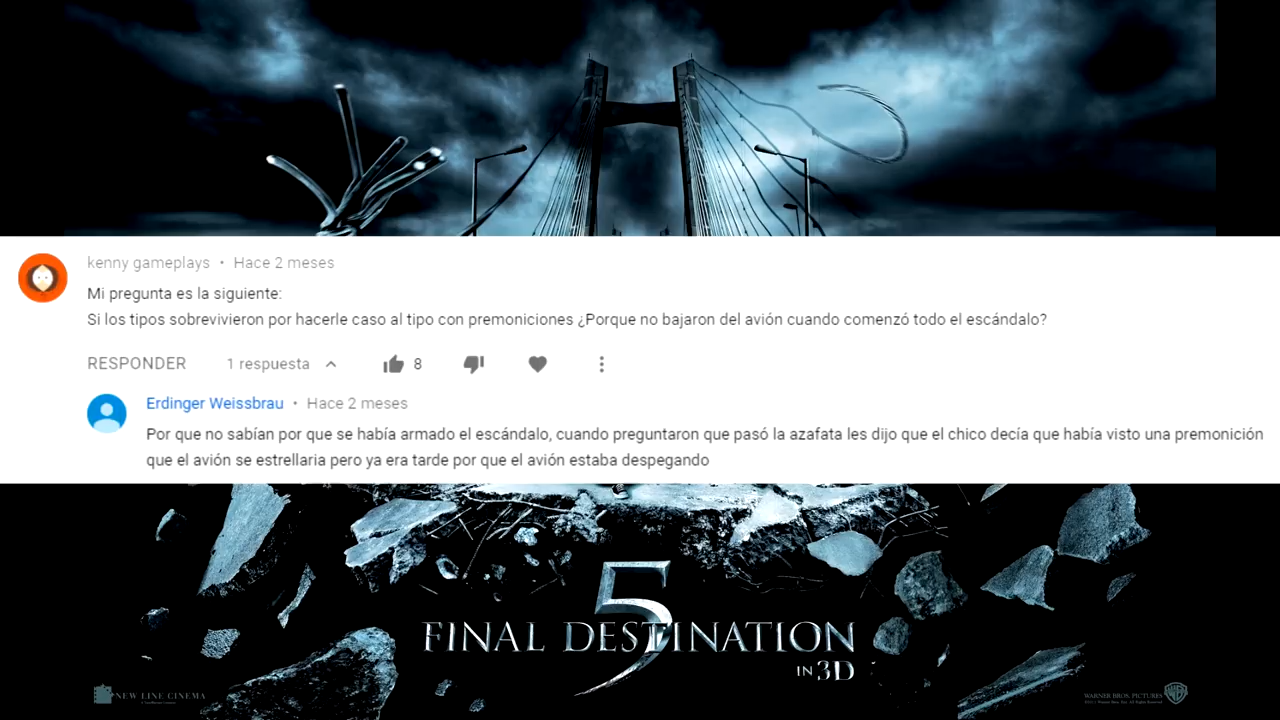 kenny gameplays • Hace 2 meses
Mi pregunta es la siguiente:
Si los tipos sobrevivieron por hacerle caso al tipo con premoniciones ¿Porque no bajaron del avión cuando comenzó todo el escándalo?
RESPONDER 1 respuesta 8
Erdinger Weissbrau • Hace 2 meses
Por que no sabían por que se había armado el escándalo, cuando preguntaron que pasó la azafata les dijo que el chico decía que había visto una premonición
que el avión se estrellaria pero ya era tarde por que el avión estaba despegando
5
FINAL DESTINATION
IN 3D
NEW LINE CINEMA
WARNER BROS. PICTURES